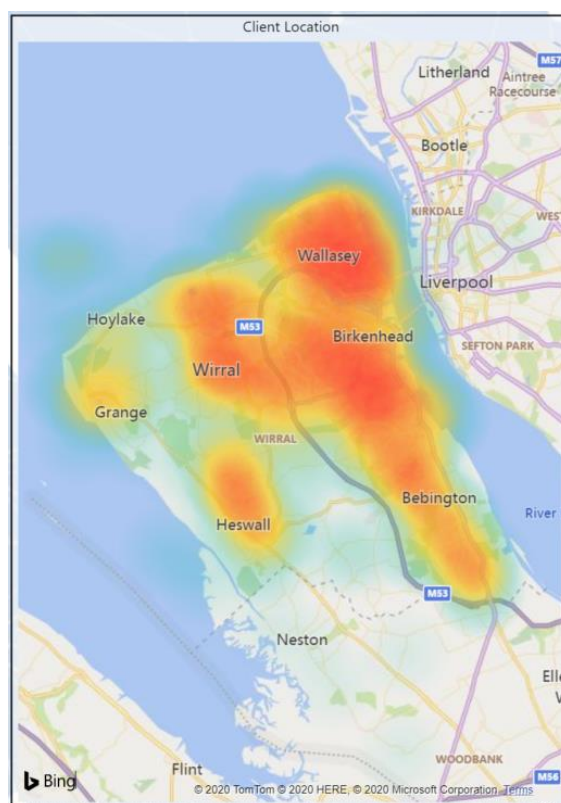 Client Location
M57
Litherland
Aintree
Racecourse
Bootle
KIRKDALE
WEST
Wallasey
Liverpool
Hoylake
M53
Birkenhead
SEFTON PARK
Wirral
Grange
WIRRAL
Bebington
Heswall
River
M53
Neston
Elle
W
WOODBANK
Flint
M56
Bing
© 2020 TomTom © 2020 HERE, © 2020 Microsoft Corporation Terms